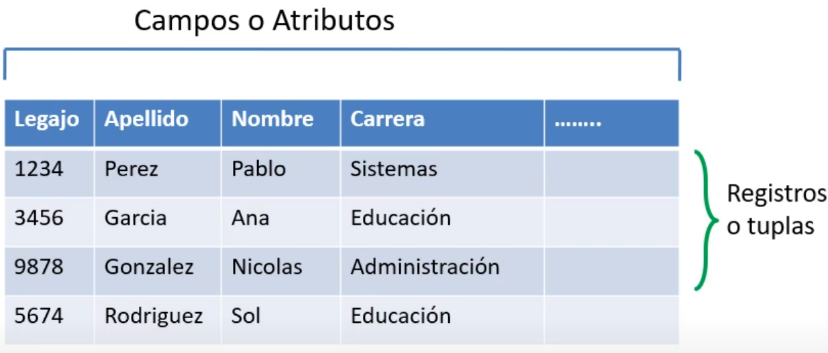 Campos o Atributos
Legajo Apellido Nombre Carrera ........
1234 Perez Pablo Sistemas
3456 Garcia Ana Educación
9878 Gonzalez Nicolas Administración
5674 Rodriguez Sol Educación
Registros
o tuplas